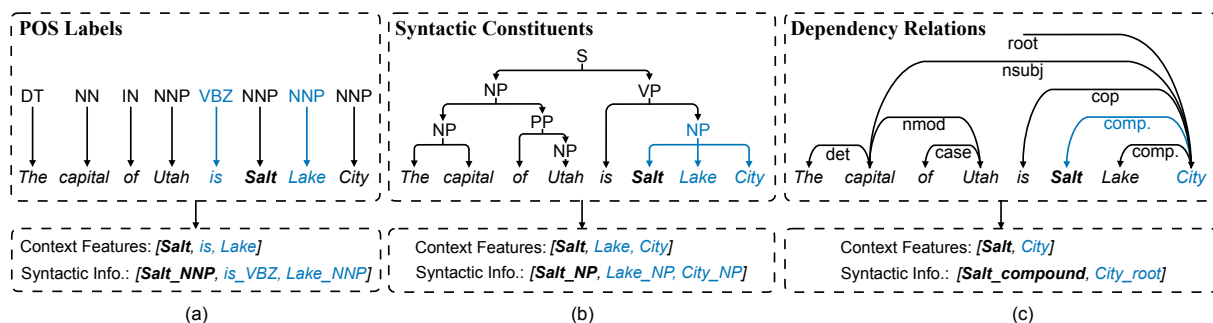 POS Labels
DT NN IN NNP VBZ NNP NNP NNP
The capital of Utah is Salt Lake City
Context Features: [Salt, is, Lake]
Syntactic Info.: [Salt_NNP, is_VBZ, Lake_NNP]
(a)
Syntactic Constituents
S
NP VP
NP PP NP
NP
The capital of Utah is Salt Lake City
Context Features: [Salt, Lake, City]
Syntactic Info.: [Salt_NP, Lake_NP, City_NP]
(b)
Dependency Relations
root
nsubj
cop
nmod comp.
det case comp.
The capital of Utah is Salt Lake City
Context Features: [Salt, City]
Syntactic Info.: [Salt_compound, City_root]
(c)